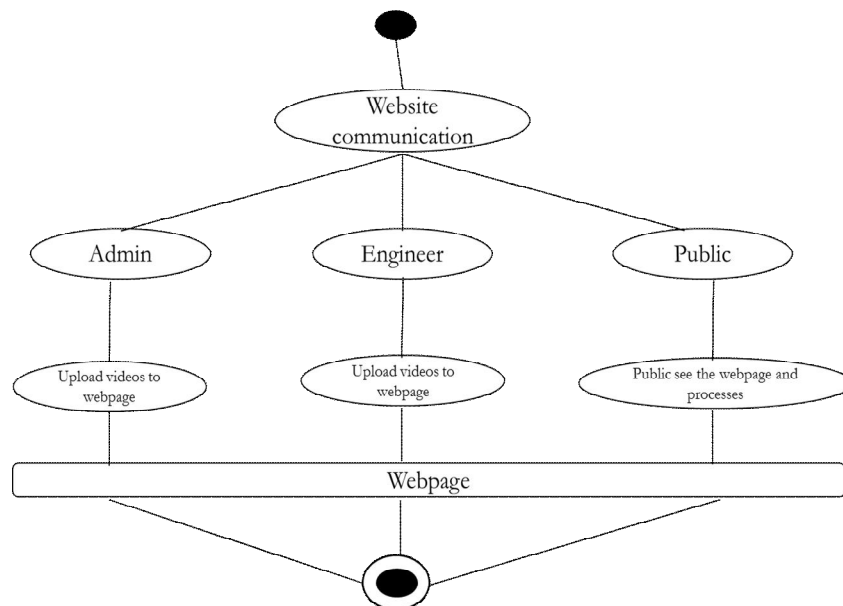 Website
communication
Admin
Engineer
Public
Upload videos to
webpage
Upload videos to
webpage
Public see the webpage and
processes
Webpage